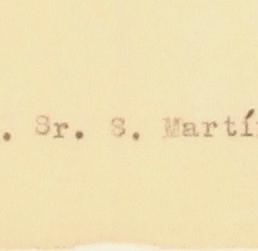 . Sr. S. Martí